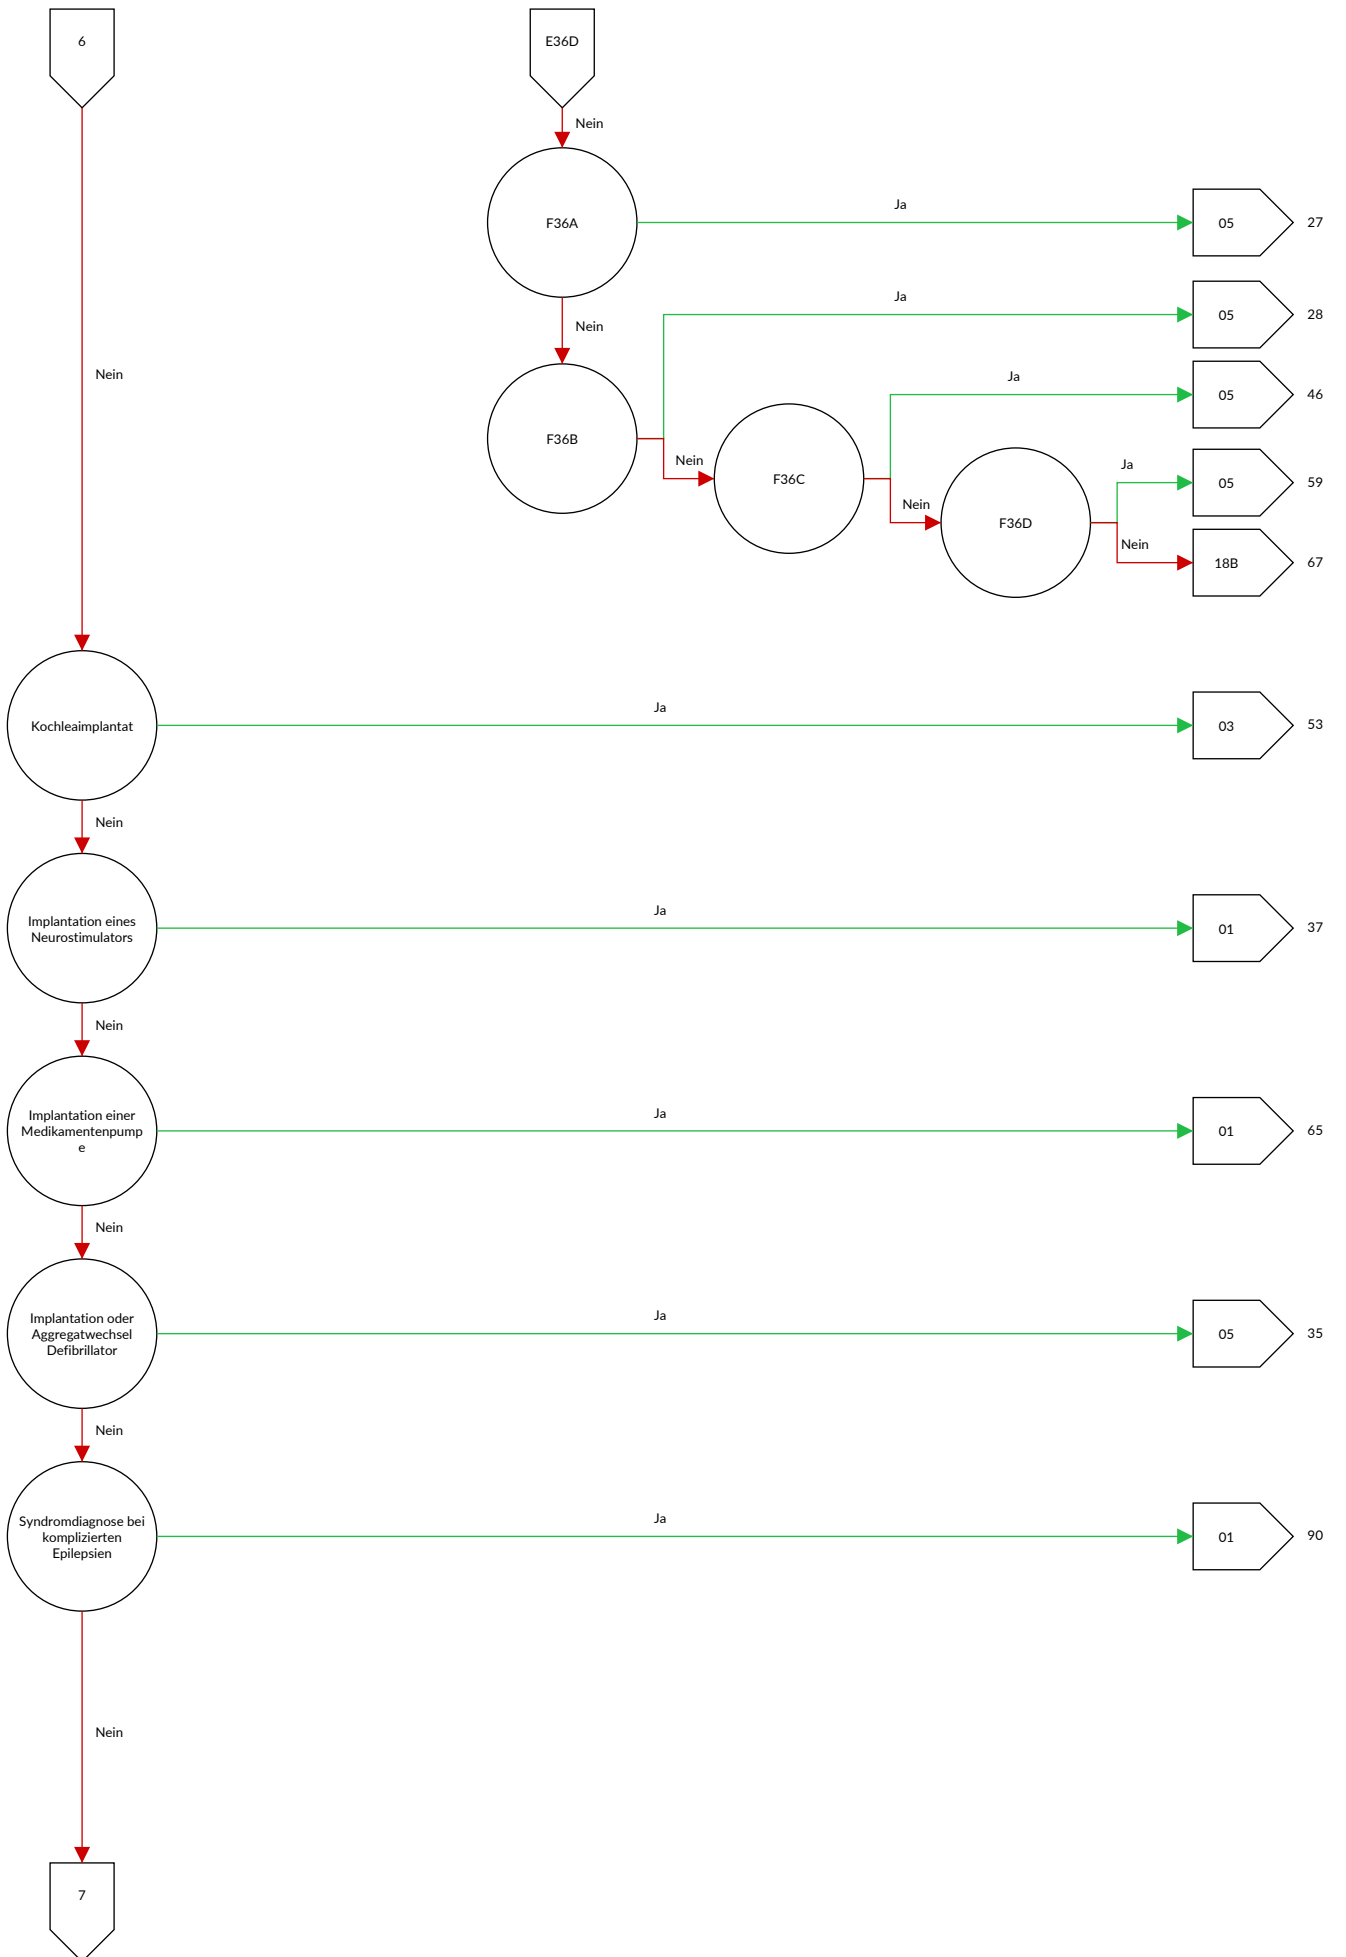 6
E36D
Nein
F36A
Ja
05
27
Nein
Ja
05
28
Nein
F36B
Nein
Ja
05
46
F36C
Nein
Ja
05
59
F36D
Nein
18B
67
Kochleaimplantat
Ja
03
53
Nein
Implantation eines
Neurostimulators
Ja
01
37
Nein
Implantation einer
Medikamentenpump
e
Ja
01
65
Nein
Implantation oder
Aggregatwechsel
Defibrillator
Ja
05
35
Nein
Syndromdiagnose bei
komplizierten
Epilepsien
Ja
01
90
Nein
7